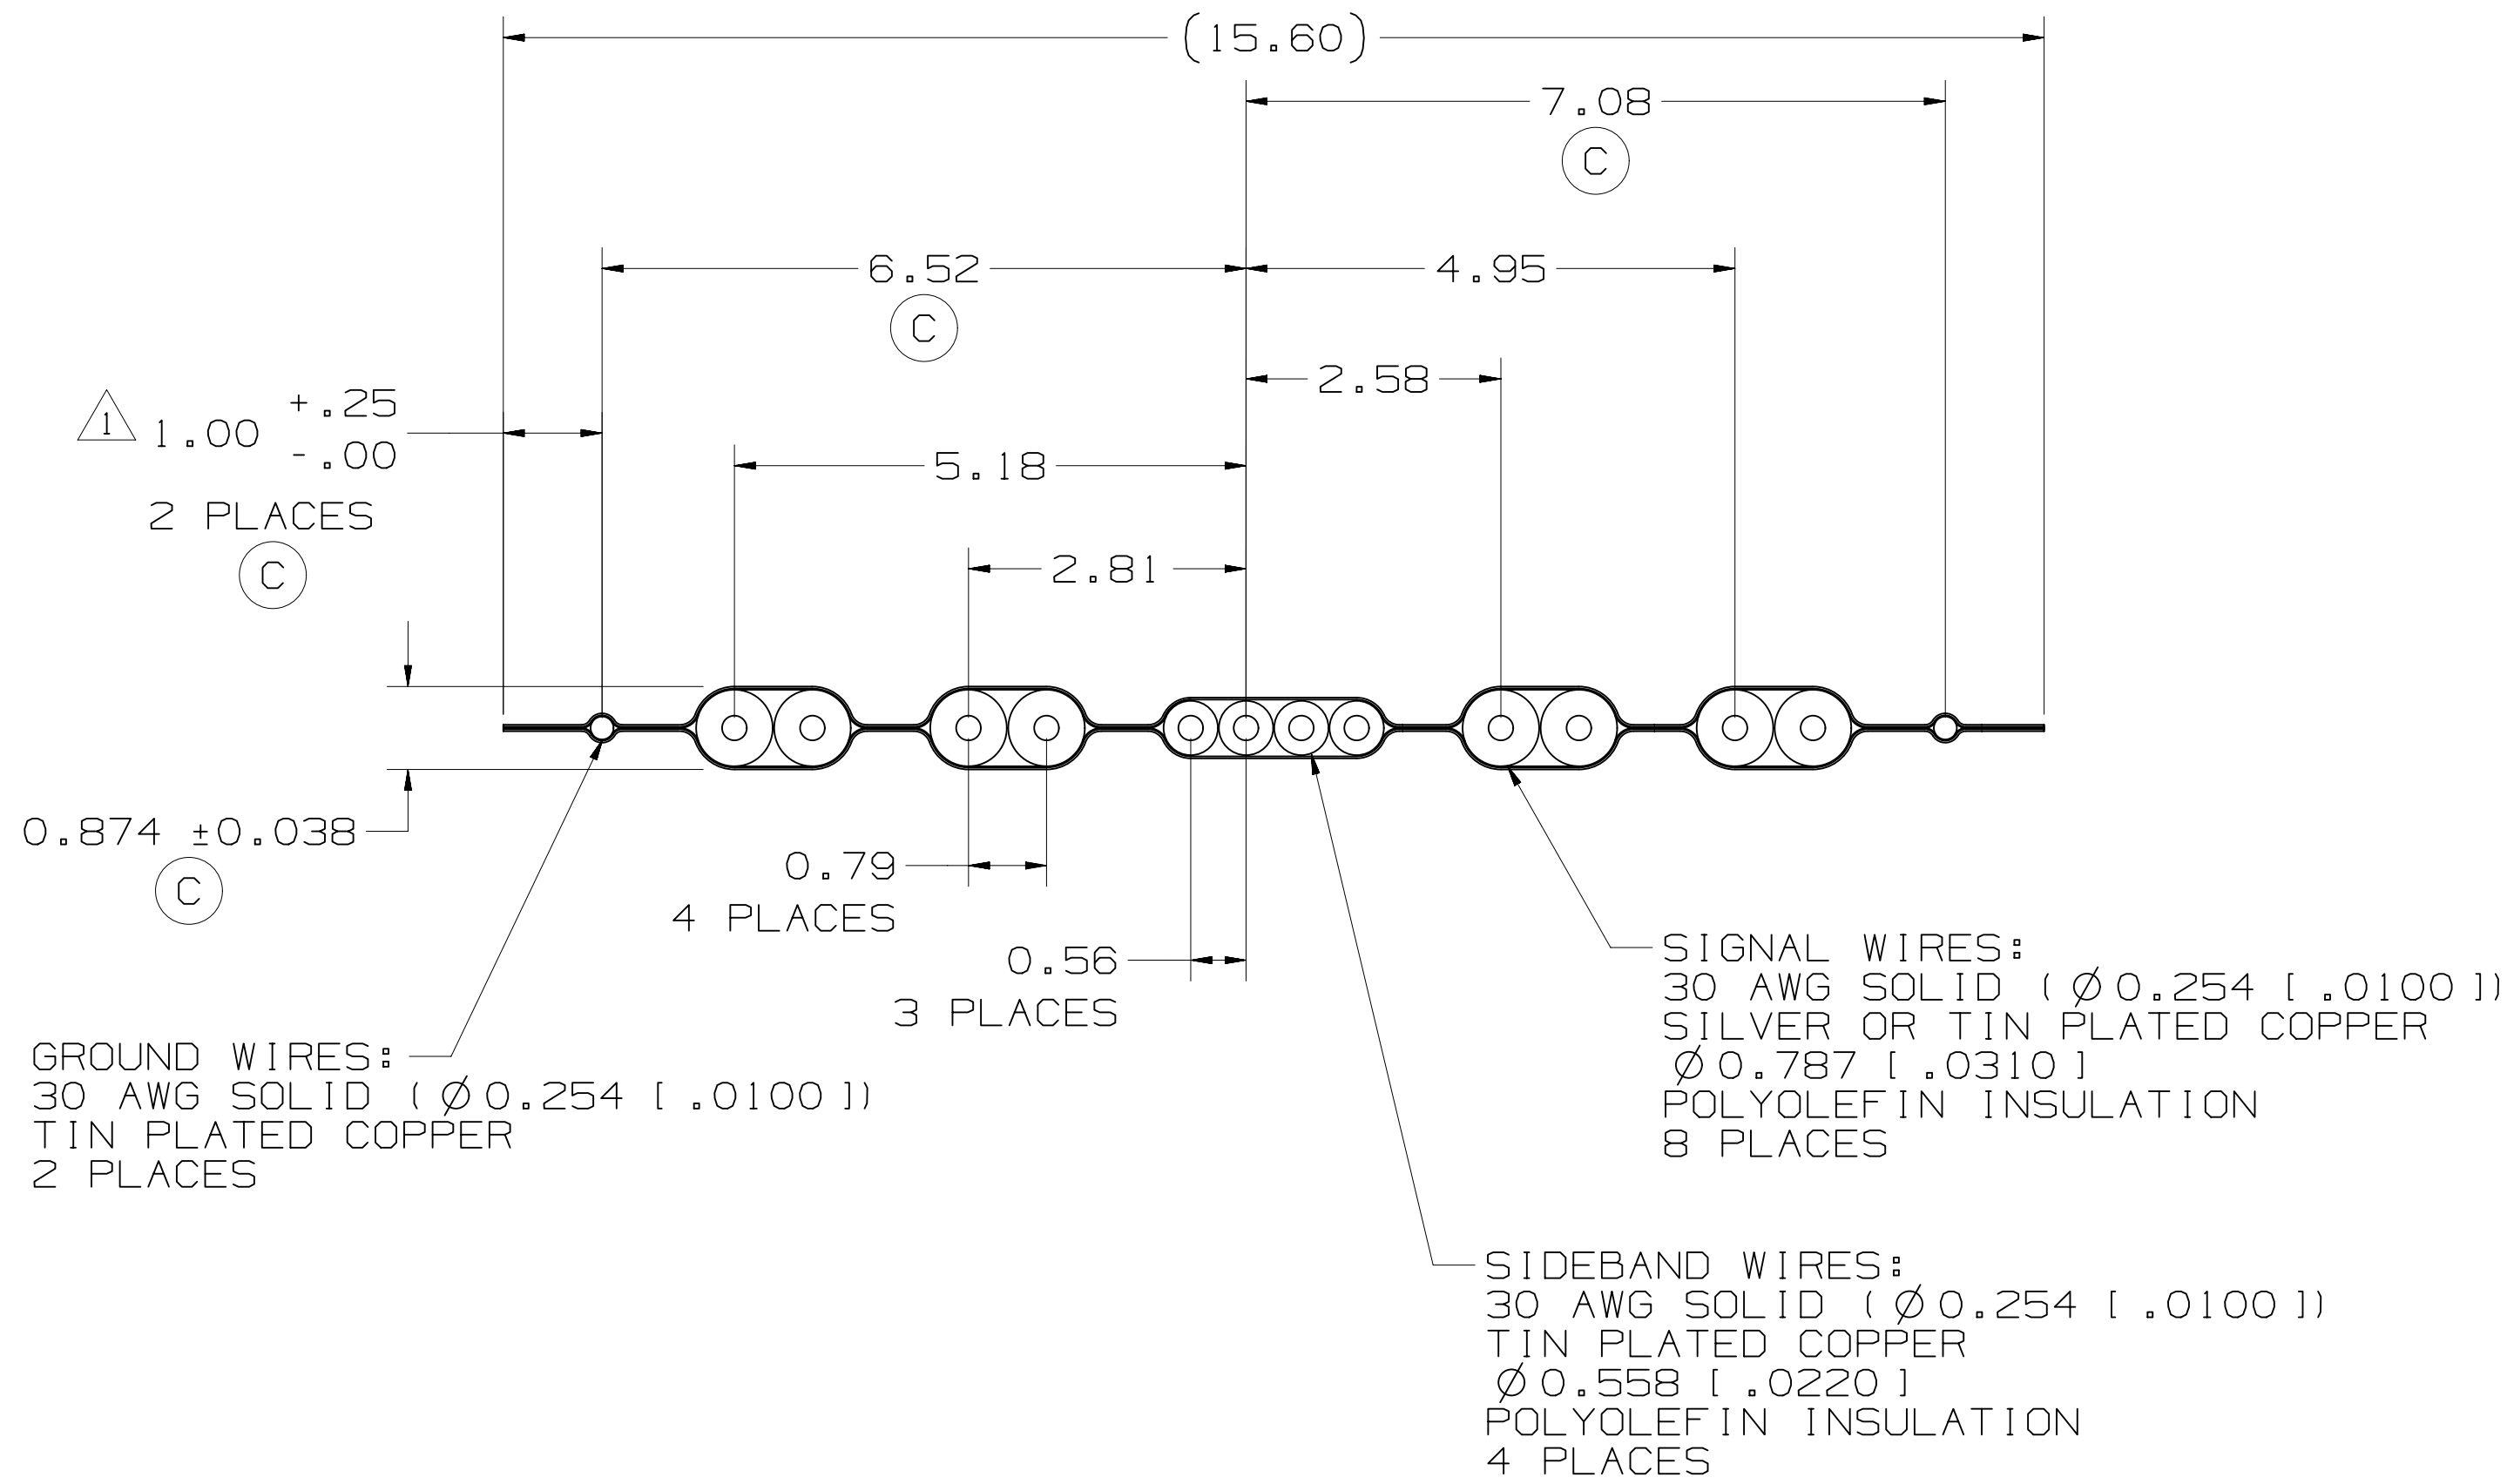 (15.60)
7.08
C
6.52
4.95
C
2.58
1
1.00
+.25
-.00
2 PLACES
C
5.18
2.81
0.874 ±0.038
C
0.79
4 PLACES
0.56
3 PLACES
SIGNAL WIRES:
30 AWG SOLID (Ø0.254 [.0100])
SILVER OR TIN PLATED COPPER
Ø0.787 [.0310]
POLYOLEFIN INSULATION
8 PLACES
GROUND WIRES:
30 AWG SOLID (Ø0.254 [.0100])
TIN PLATED COPPER
2 PLACES
SIDEBAND WIRES:
30 AWG SOLID (Ø0.254 [.0100])
TIN PLATED COPPER
Ø0.558 [.0220]
POLYOLEFIN INSULATION
4 PLACES